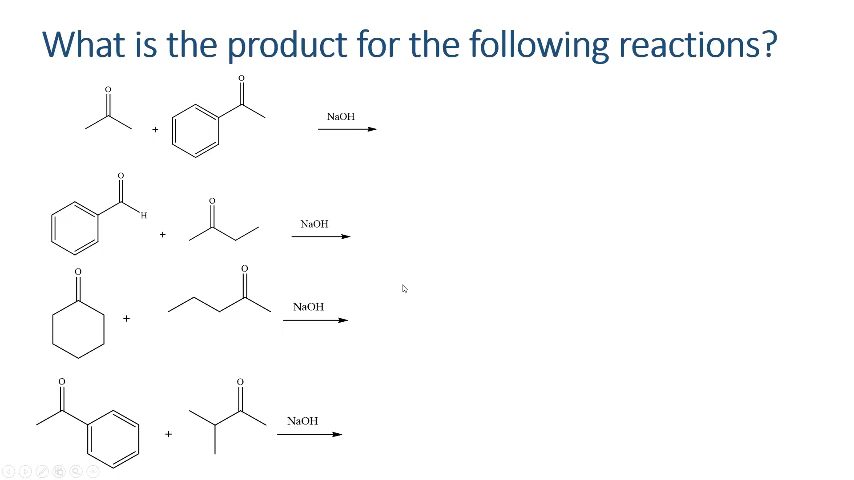 What is the product for the following reactions?
O
O
+
NaOH
O
H
+
O
NaOH
O
+
O
NaOH
O
+
O
NaOH